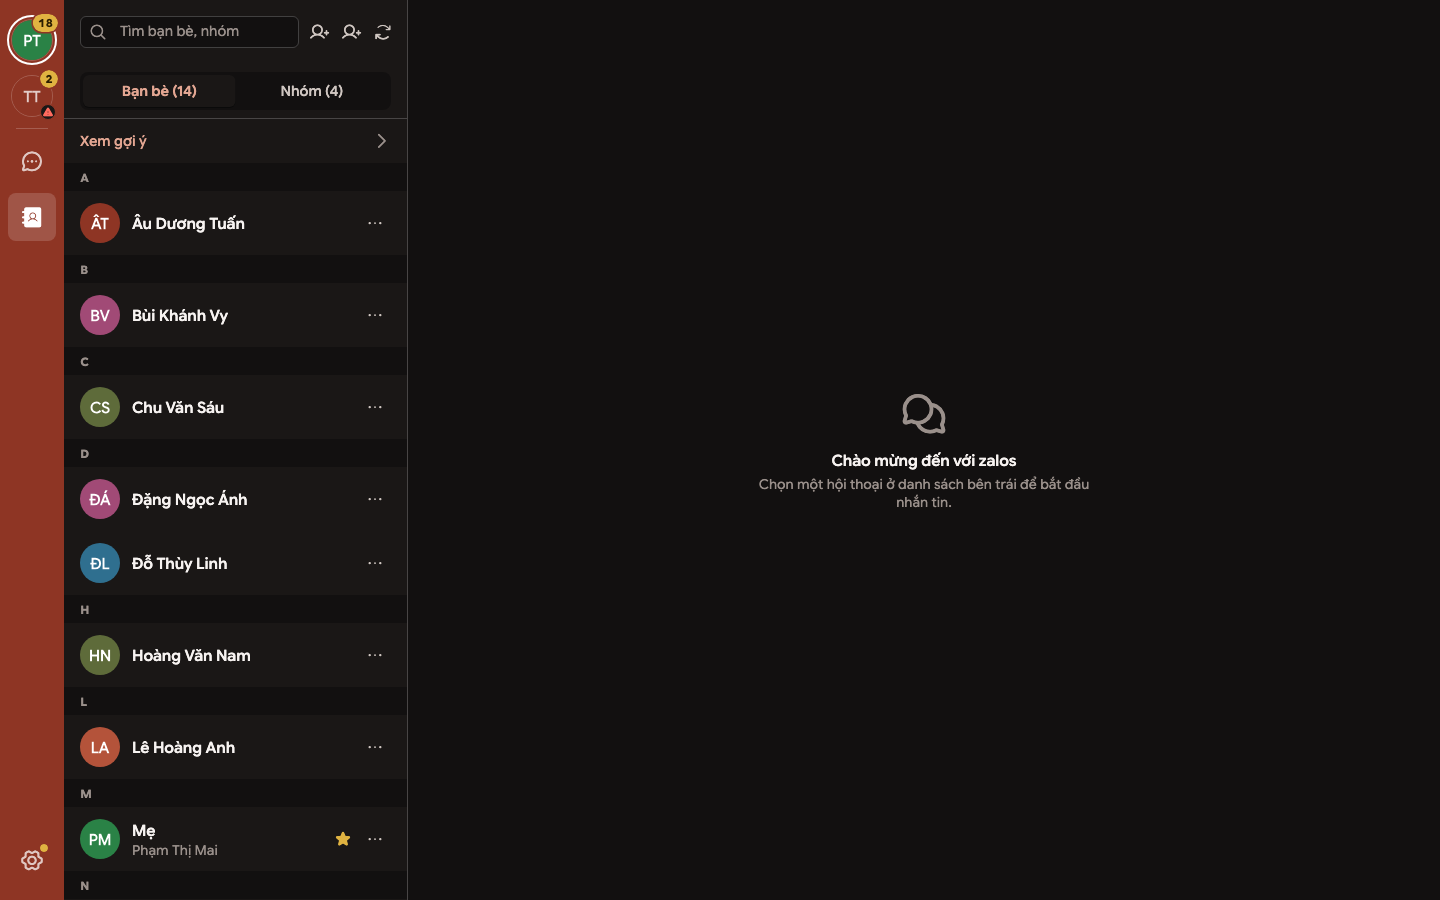 18
PT
2
TT
Tìm bạn bè, nhóm
Bạn bè (14)
Nhóm (4)
Xem gợi ý
A
ÂT
Âu Dương Tuấn
B
BV
Bùi Khánh Vy
C
CS
Chu Văn Sáu
D
ĐÁ
Đặng Ngọc Ánh
ĐL
Đỗ Thùy Linh
H
HN
Hoàng Văn Nam
L
LA
Lê Hoàng Anh
M
PM
Mẹ
Phạm Thị Mai
N
Chào mừng đến với zalos
Chọn một hội thoại ở danh sách bên trái để bắt đầu
nhắn tin.